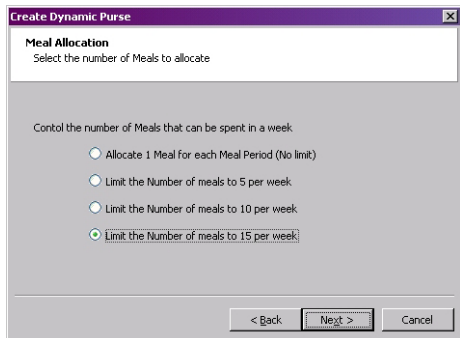 Create Dynamic Purse
Meal Allocation
Select the number of Meals to allocate
Contol the number of Meals that can be spent in a week
Allocate 1 Meal for each Meal Period (No limit)
Limit the Number of meals to 5 per week
Limit the Number of meals to 10 per week
Limit the Number of meals to 15 per week
< Back Next > Cancel